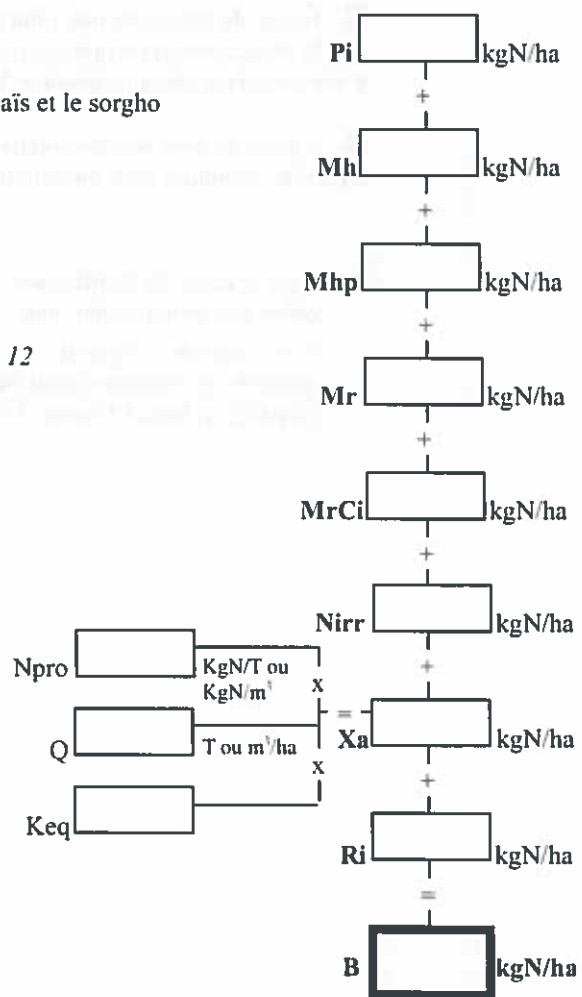 Pi kgN/ha
+
aïs et le sorgho
Mh kgN/ha
+
Mhp kgN/ha
+
12
Mr kgN/ha
+
MrCi kgN/ha
+
Nirr kgN/ha
+
Npro KgN/T ou
KgN/m³
x
= Xa kgN/ha
Q T ou m³/ha
x
+
Keq
Ri kgN/ha
=
B kgN/ha